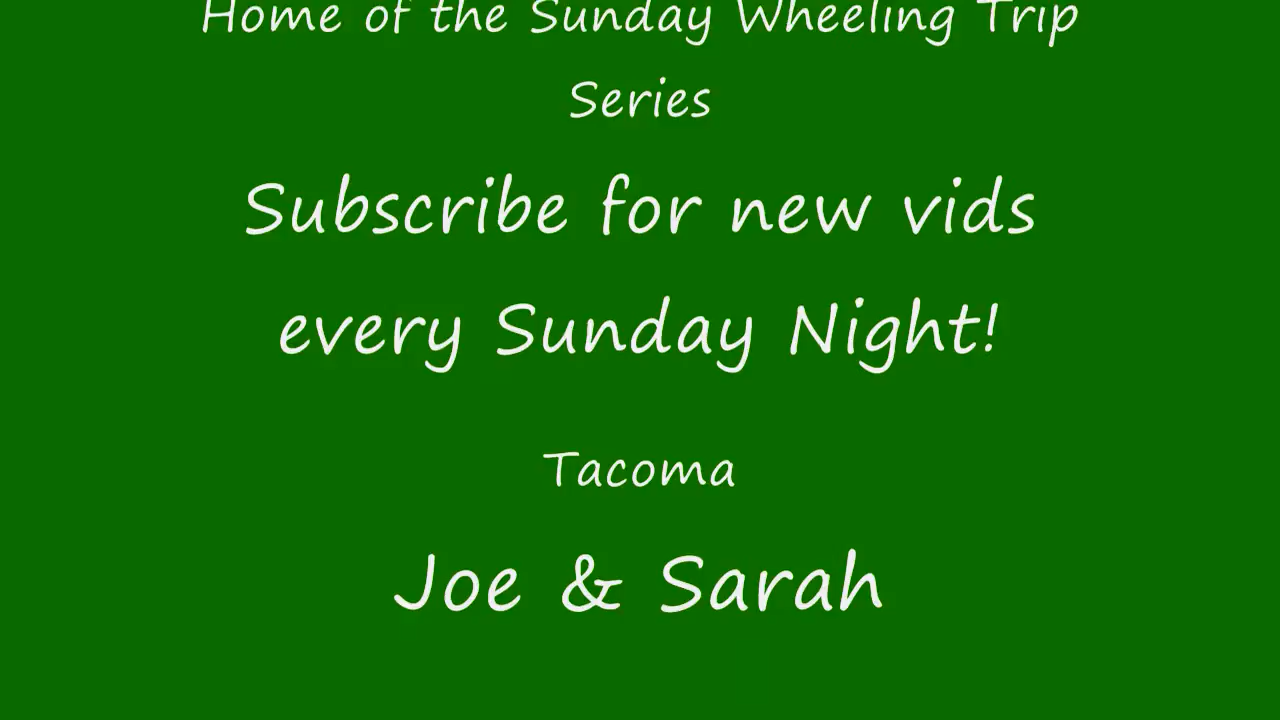 Home of the Sunday Wheeling Trip
Series
Subscribe for new vids
every Sunday Night!
Tacoma
Joe & Sarah